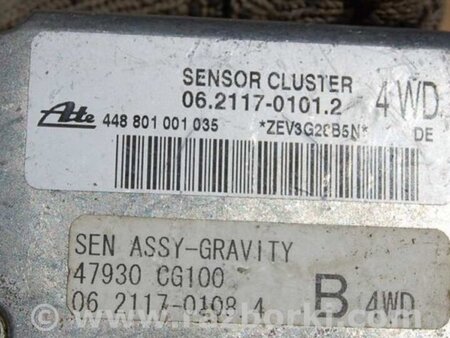 SENSOR CLUSTER
06.2117-0101.2 4WD
Ate 448 801 001 035 *ZEV3G26B5N* DE
SEN ASSY-GRAVITY
47930 CG100
06.2117-0108.4 B 4WD
www.razborki.com